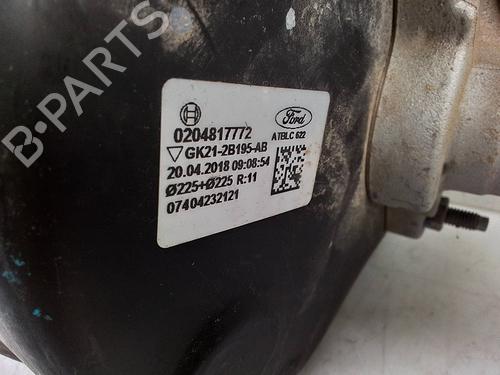 B-PARTS
0204817772
Ford
ATBLC 622
▽GK21-2B195-AB
20.04.2018 09:08:54
Ø225+Ø225 R:11
07404232121